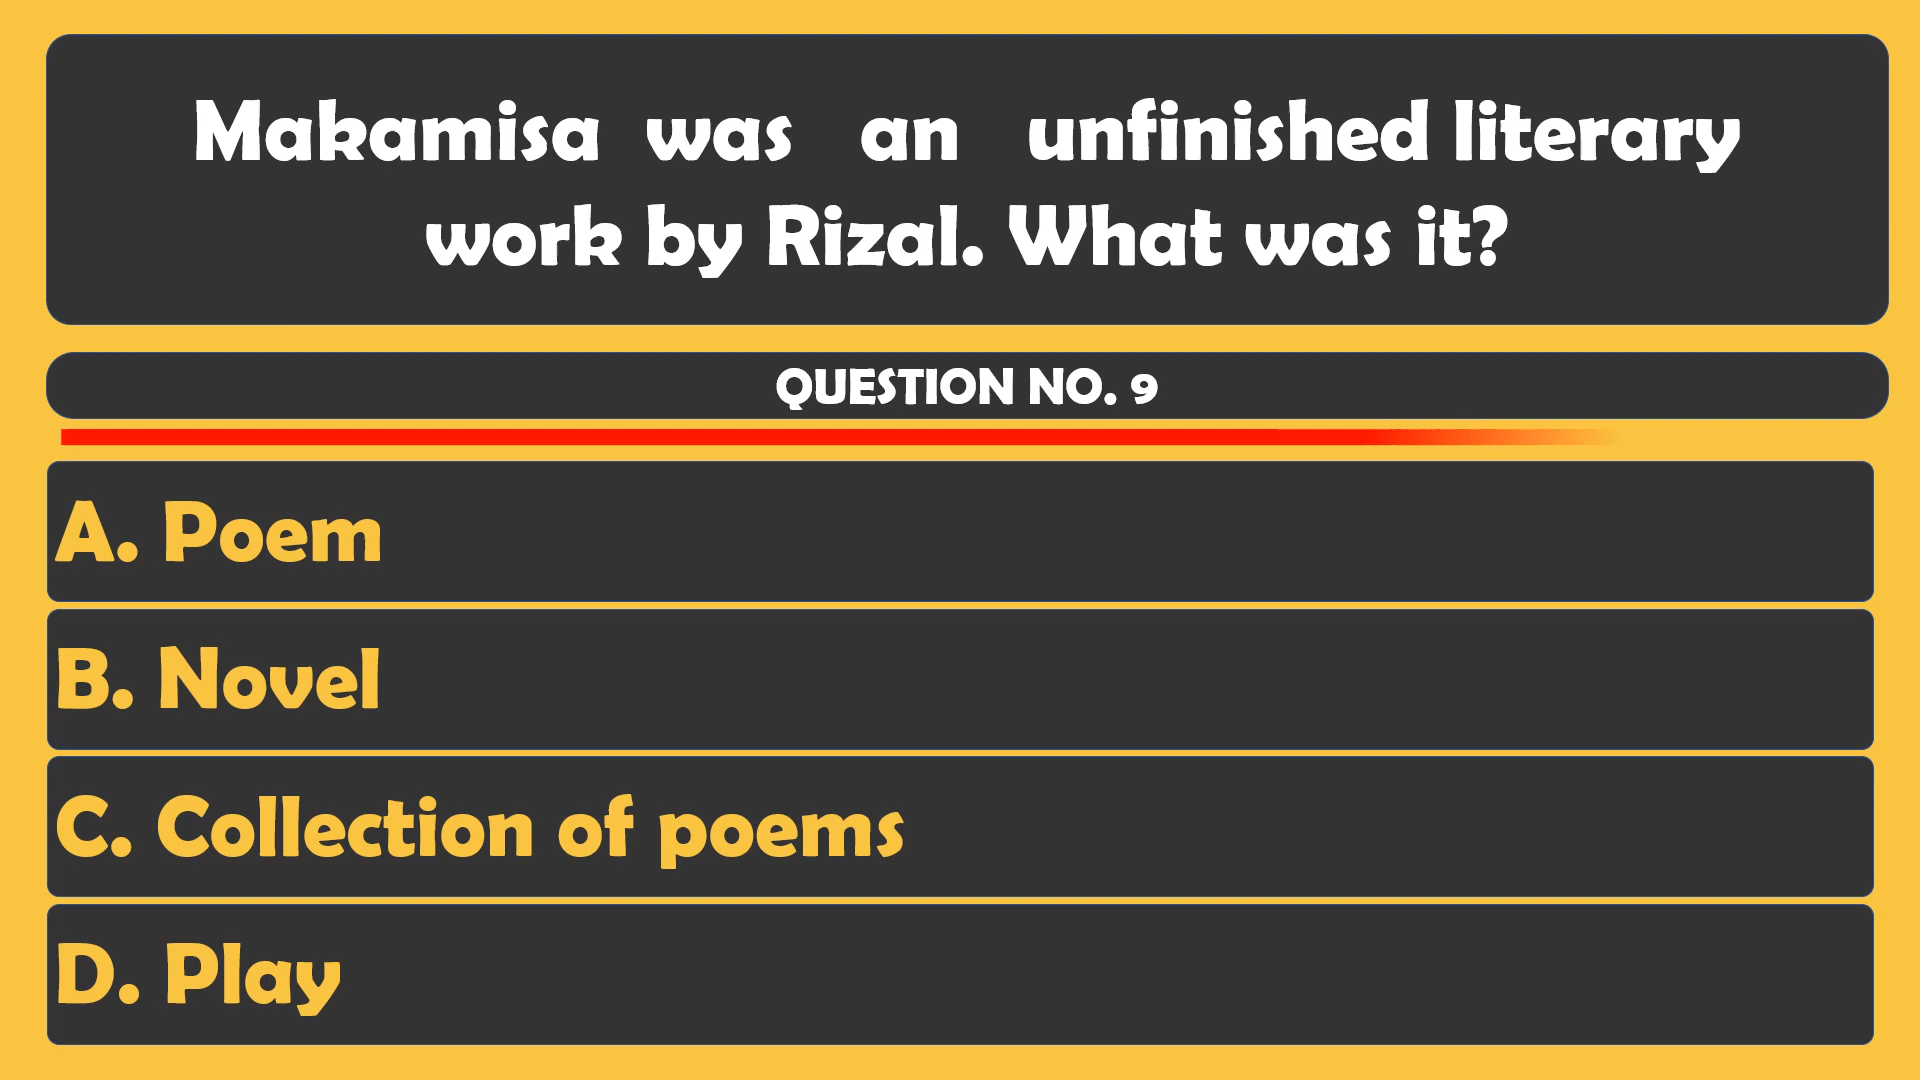 Makamisa was an unfinished literary
work by Rizal. What was it?
QUESTION NO. 9
A. Poem
B. Novel
C. Collection of poems
D. Play